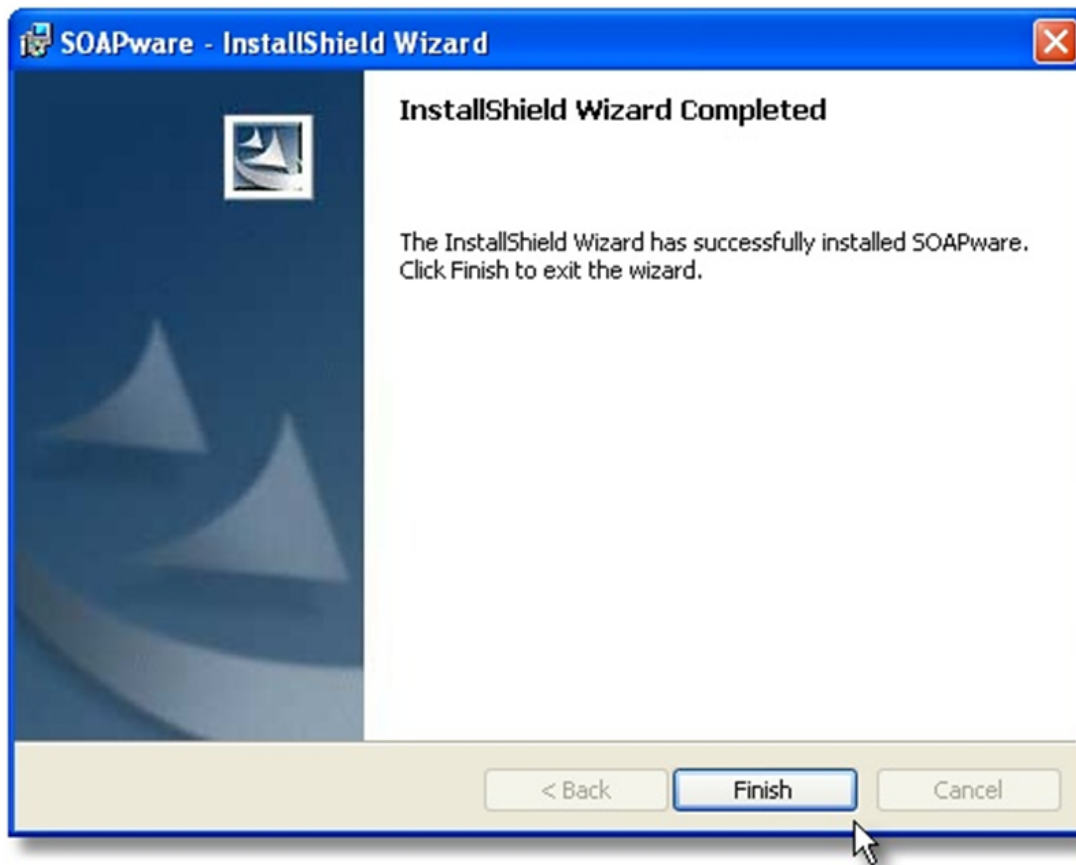 SOAPware - InstallShield Wizard
InstallShield Wizard Completed
The InstallShield Wizard has successfully installed SOAPware.
Click Finish to exit the wizard.
< Back
Finish
Cancel